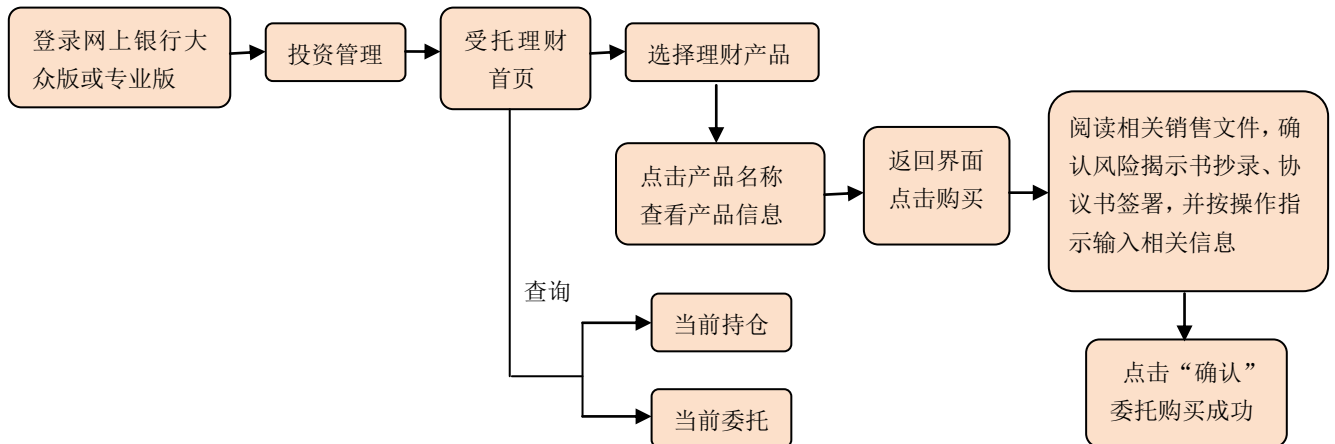 登录网上银行大
众版或专业版
投资管理
受托理财
首页
选择理财产品
点击产品名称
查看产品信息
返回界面
点击购买
阅读相关销售文件，确
认风险揭示书抄录、协
议书签署，并按操作指
示输入相关信息
点击“确认”
委托购买成功
查询
当前持仓
当前委托